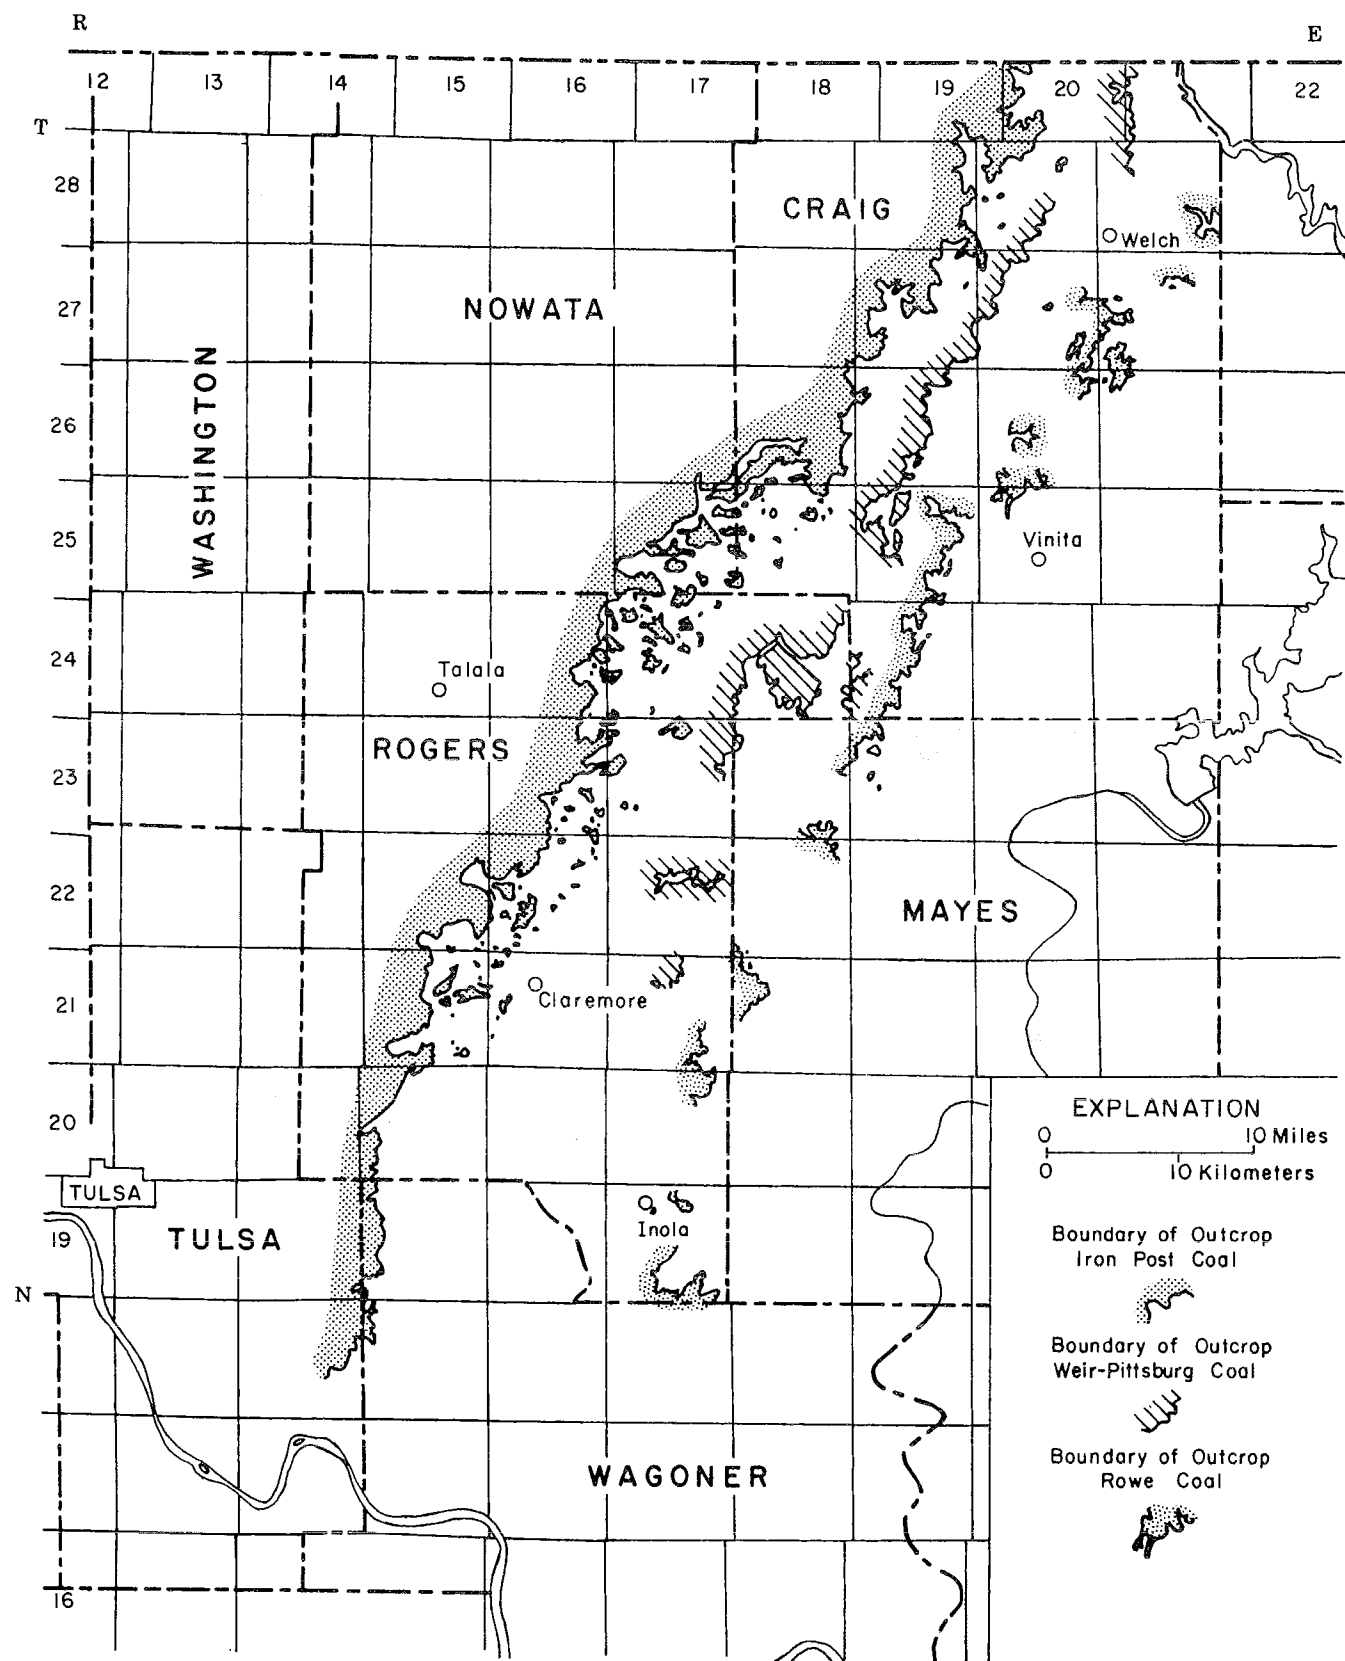 R E
12 13 14 15 16 17 18 19 20 22
T
28
CRAIG
Welch
27
NOWATA
WASHINGTON
26
25
Vinita
24
Talala
ROGERS
23
22
MAYES
21
Claremore
20
EXPLANATION
0 10 Miles
0 10 Kilometers
TULSA
Inola
19
TULSA
Boundary of Outcrop
Iron Post Coal
N
Boundary of Outcrop
Weir-Pittsburg Coal
Boundary of Outcrop
Rowe Coal
WAGONER
16